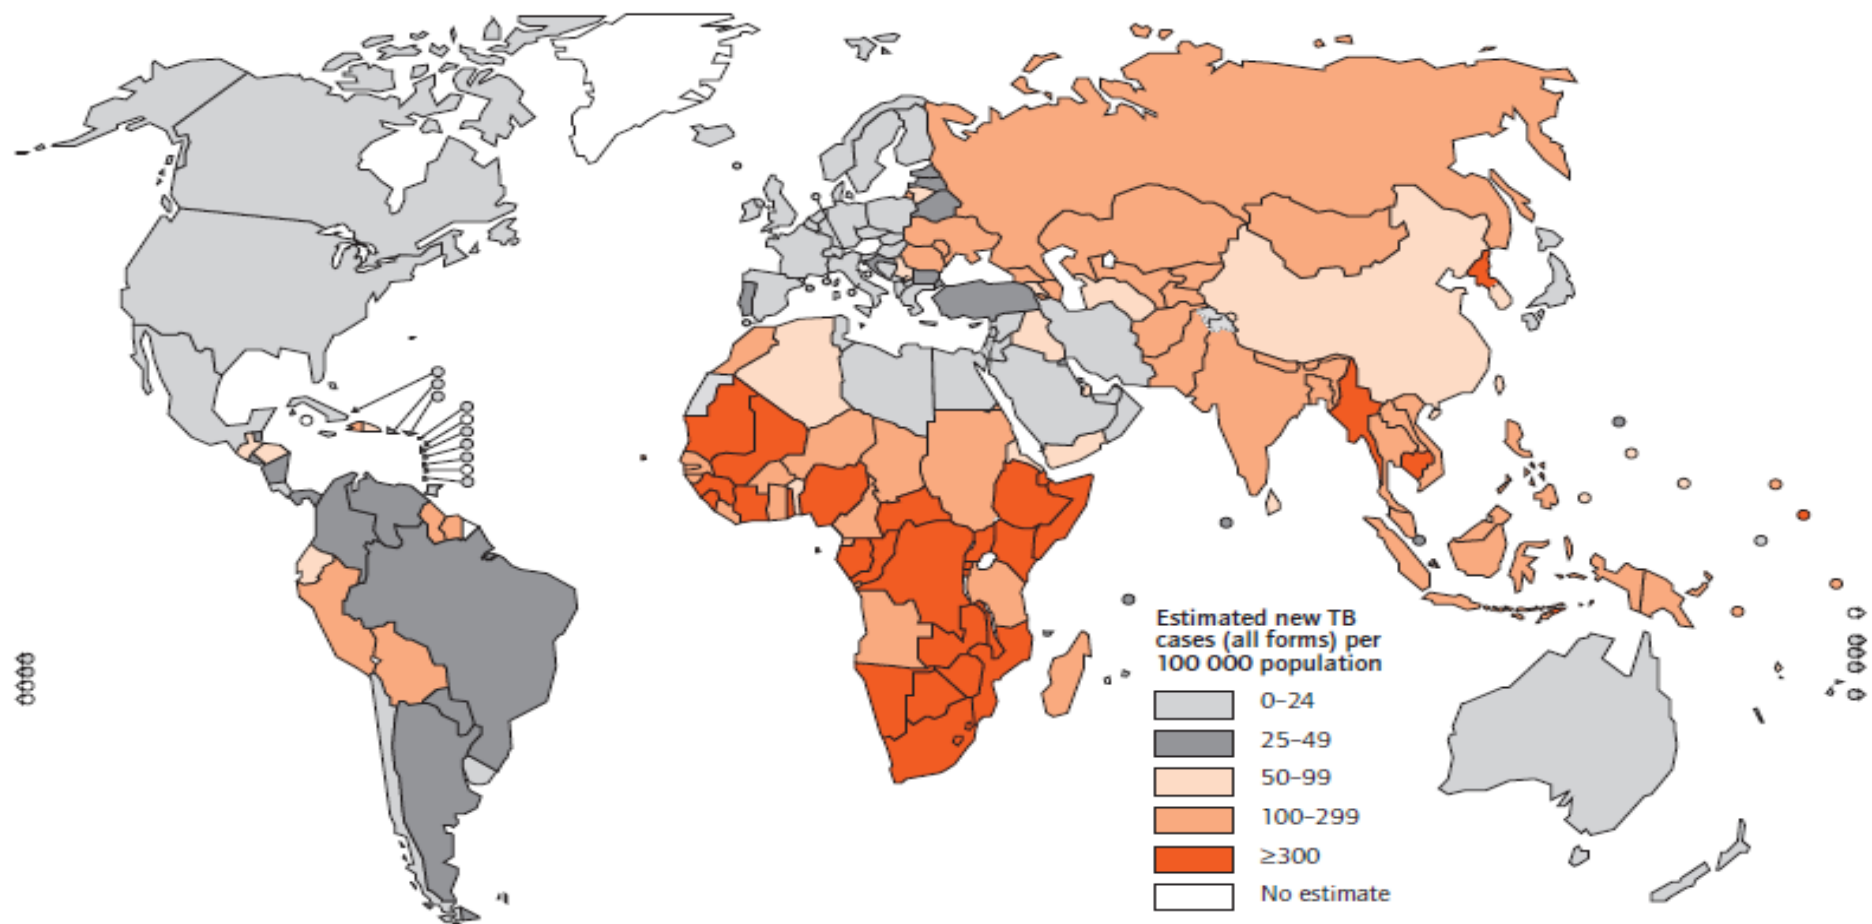 Estimated new TB
cases (all forms) per
100 000 population
0–24
25–49
50–99
100–299
≥300
No estimate